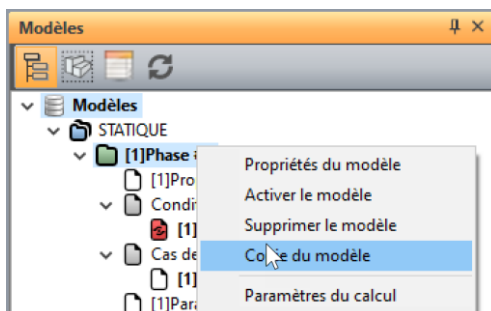 Modèles
Modèles
STATIQUE
[1]Phase
[1]Pro
Propriétés du modèle
Activer le modèle
Condi
[1]
Supprimer le modèle
Cas de
Copie du modèle
[1]
[1]Para
Paramètres du calcul